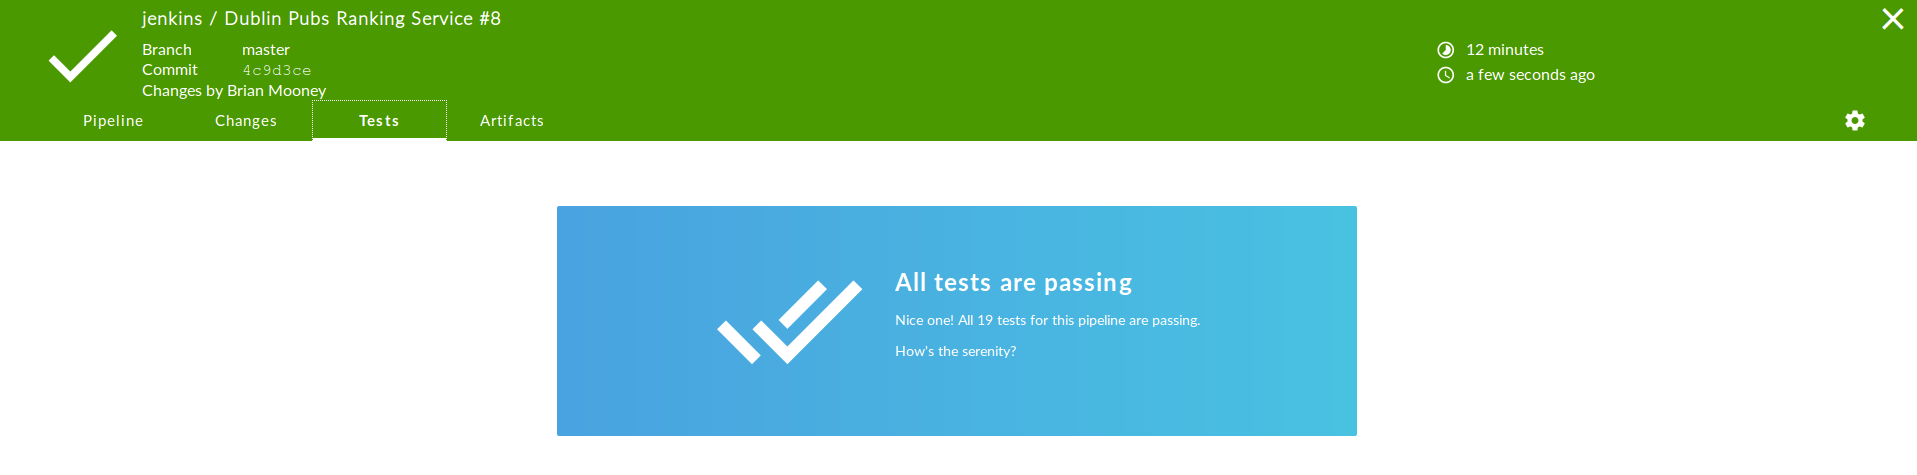 jenkins / Dublin Pubs Ranking Service #8
Branch master
Commit 4c9d3ce
Changes by Brian Mooney
12 minutes
a few seconds ago
Pipeline Changes Tests Artifacts
All tests are passing
Nice one! All 19 tests for this pipeline are passing.
How's the serenity?